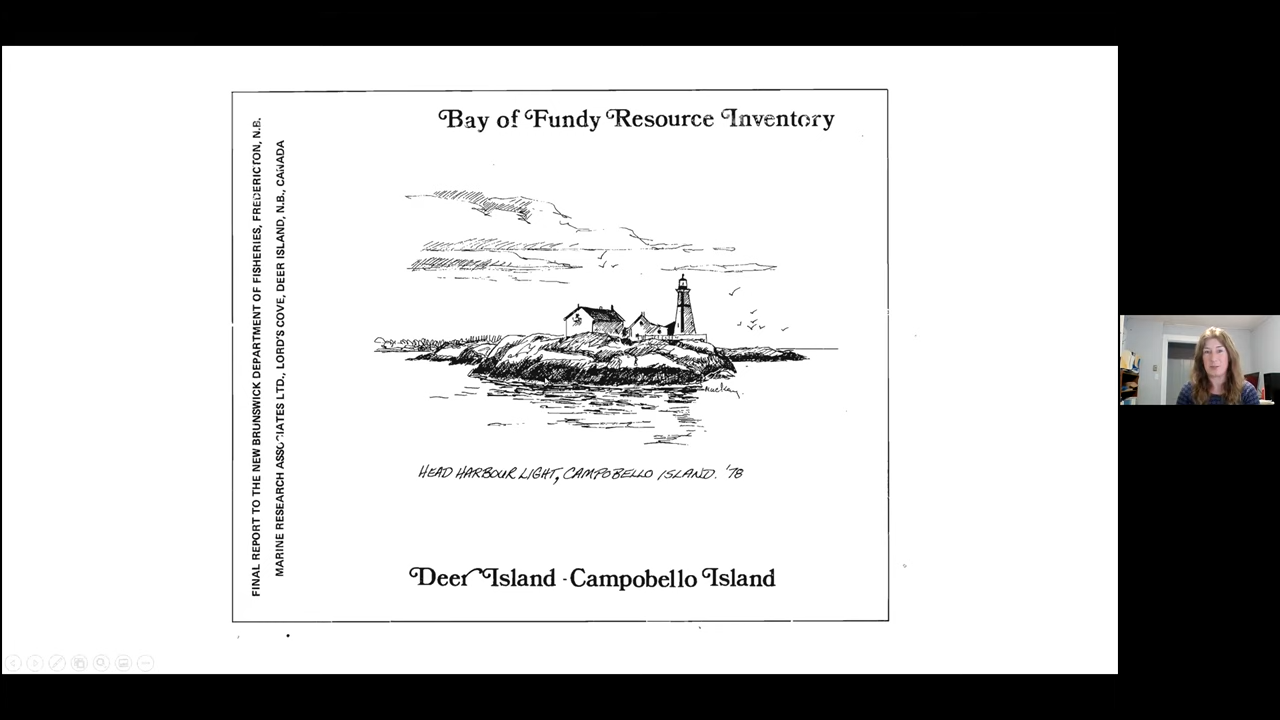 Bay of Fundy Resource Inventory
FINAL REPORT TO THE NEW BRUNSWICK DEPARTMENT OF FISHERIES, FREDERICTON, N.B.
MARINE RESEARCH ASSOCIATES LTD., LORD'S COVE, DEER ISLAND, N.B., CANADA
HEAD HARBOUR LIGHT, CAMPOBELLO ISLAND. '78
Deer Island - Campobello Island